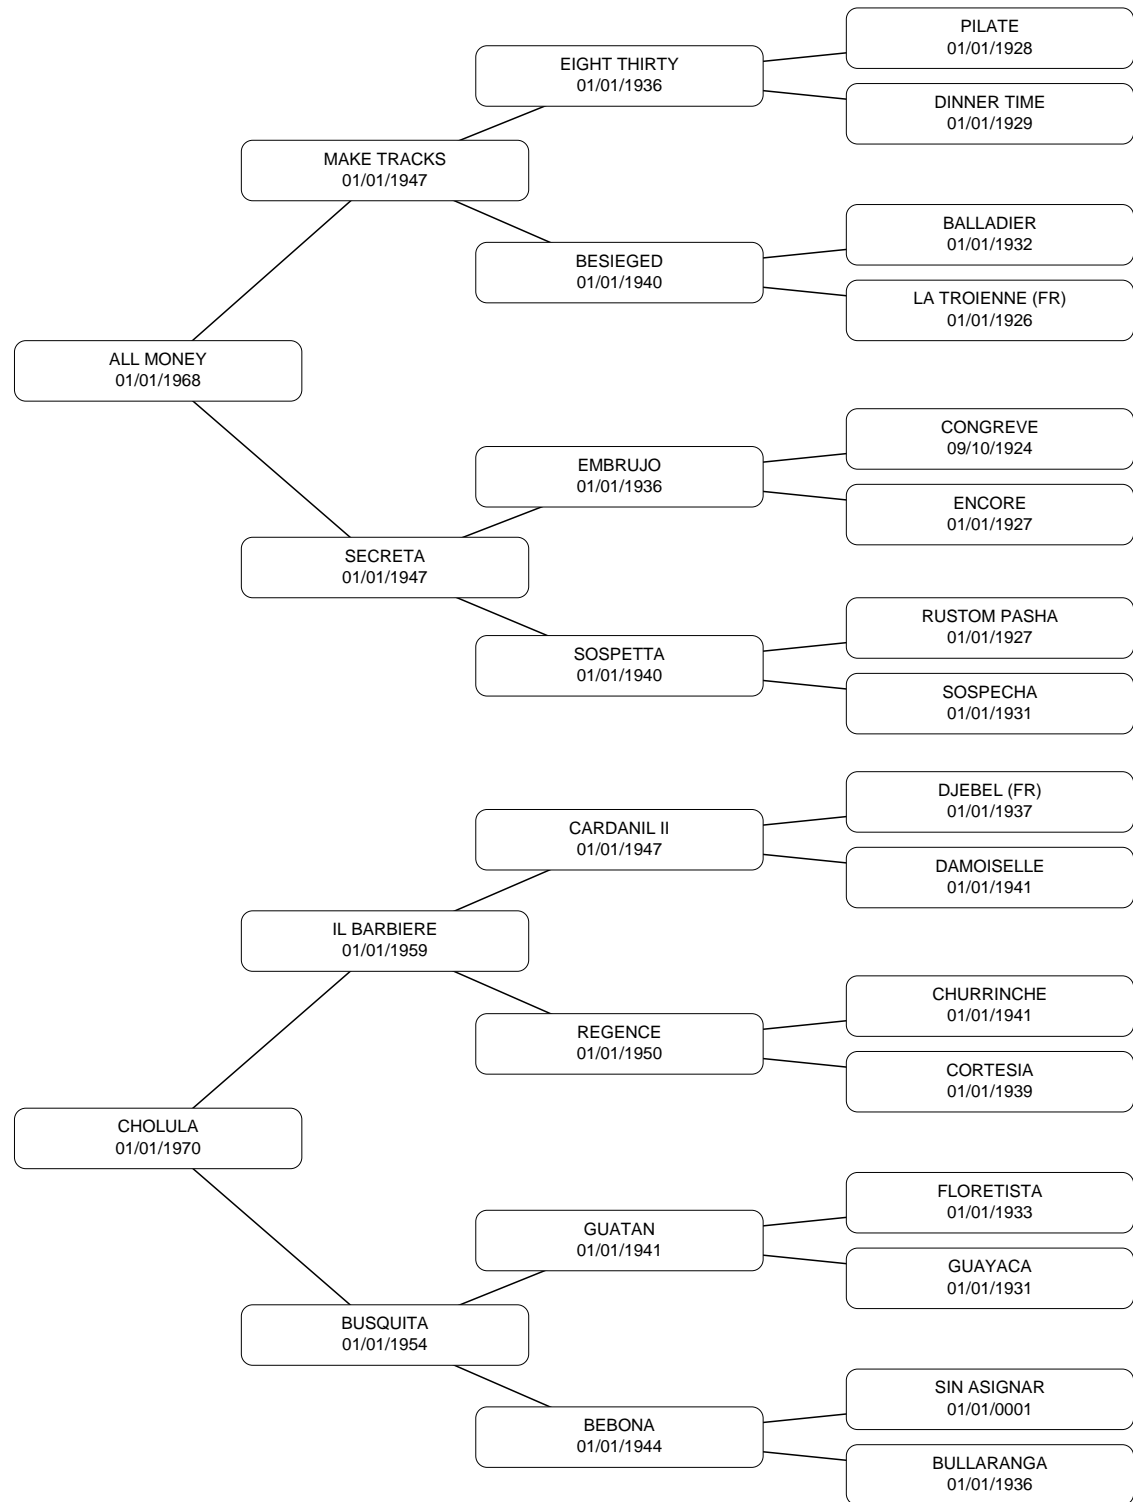 PILATE
01/01/1928
EIGHT THIRTY
01/01/1936
DINNER TIME
01/01/1929
MAKE TRACKS
01/01/1947
BALLADIER
01/01/1932
BESIEGED
01/01/1940
LA TROIENNE (FR)
01/01/1926
ALL MONEY
01/01/1968
CONGREVE
09/10/1924
EMBRUJO
01/01/1936
ENCORE
01/01/1927
SECRETA
01/01/1947
RUSTOM PASHA
01/01/1927
SOSPETTA
01/01/1940
SOSPECHA
01/01/1931
DJEBEL (FR)
01/01/1937
CARDANIL II
01/01/1947
DAMOISELLE
01/01/1941
IL BARBIERE
01/01/1959
CHURRINCHE
01/01/1941
REGENCE
01/01/1950
CORTESIA
01/01/1939
CHOLULA
01/01/1970
FLORETISTA
01/01/1933
GUATAN
01/01/1941
GUAYACA
01/01/1931
BUSQUITA
01/01/1954
SIN ASIGNAR
01/01/0001
BEBONA
01/01/1944
BULLARANGA
01/01/1936